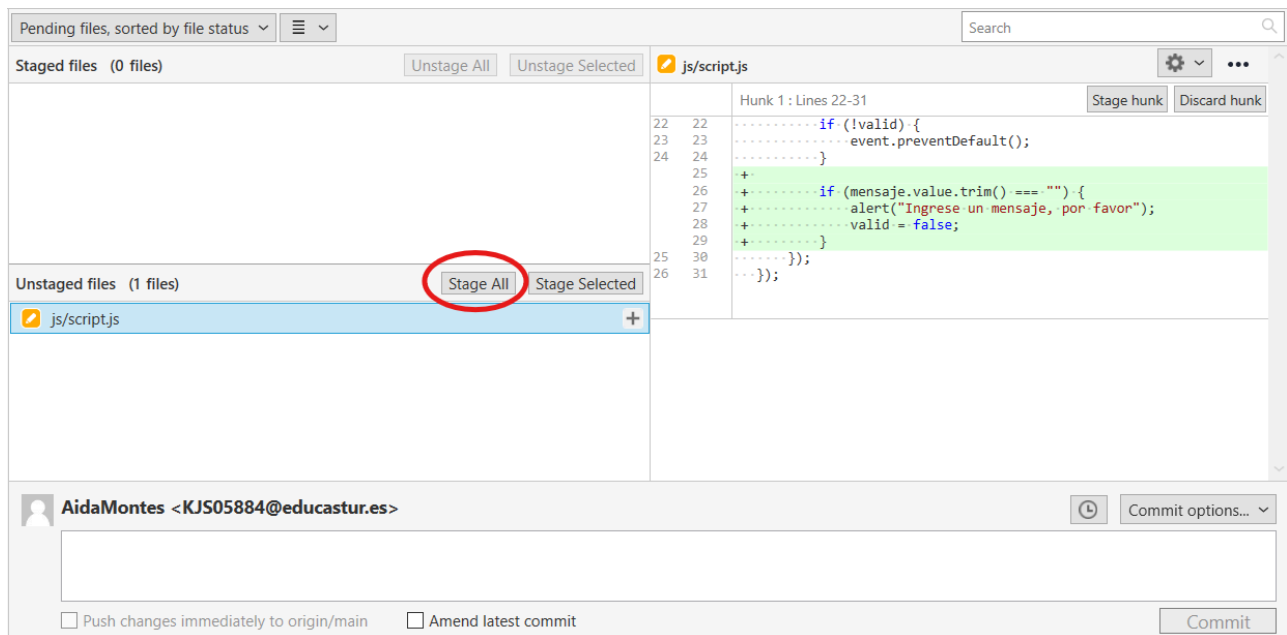 Pending files, sorted by file status
Search
Staged files (0 files)
Unstage All
Unstage Selected
Unstaged files (1 files)
Stage All
Stage Selected
js/script.js
js/script.js
Hunk 1 : Lines 22-31
Stage hunk
Discard hunk
22 22 if (!valid) {
23 23 event.preventDefault();
24 24 }
25 +
26 + if (mensaje.value.trim() === "") {
27 + alert("Ingrese un mensaje, por favor");
28 + valid = false;
29 + }
25 30 });
26 31 });
AidaMontes <KJS05884@educastur.es>
Commit options...
Push changes immediately to origin/main
Amend latest commit
Commit